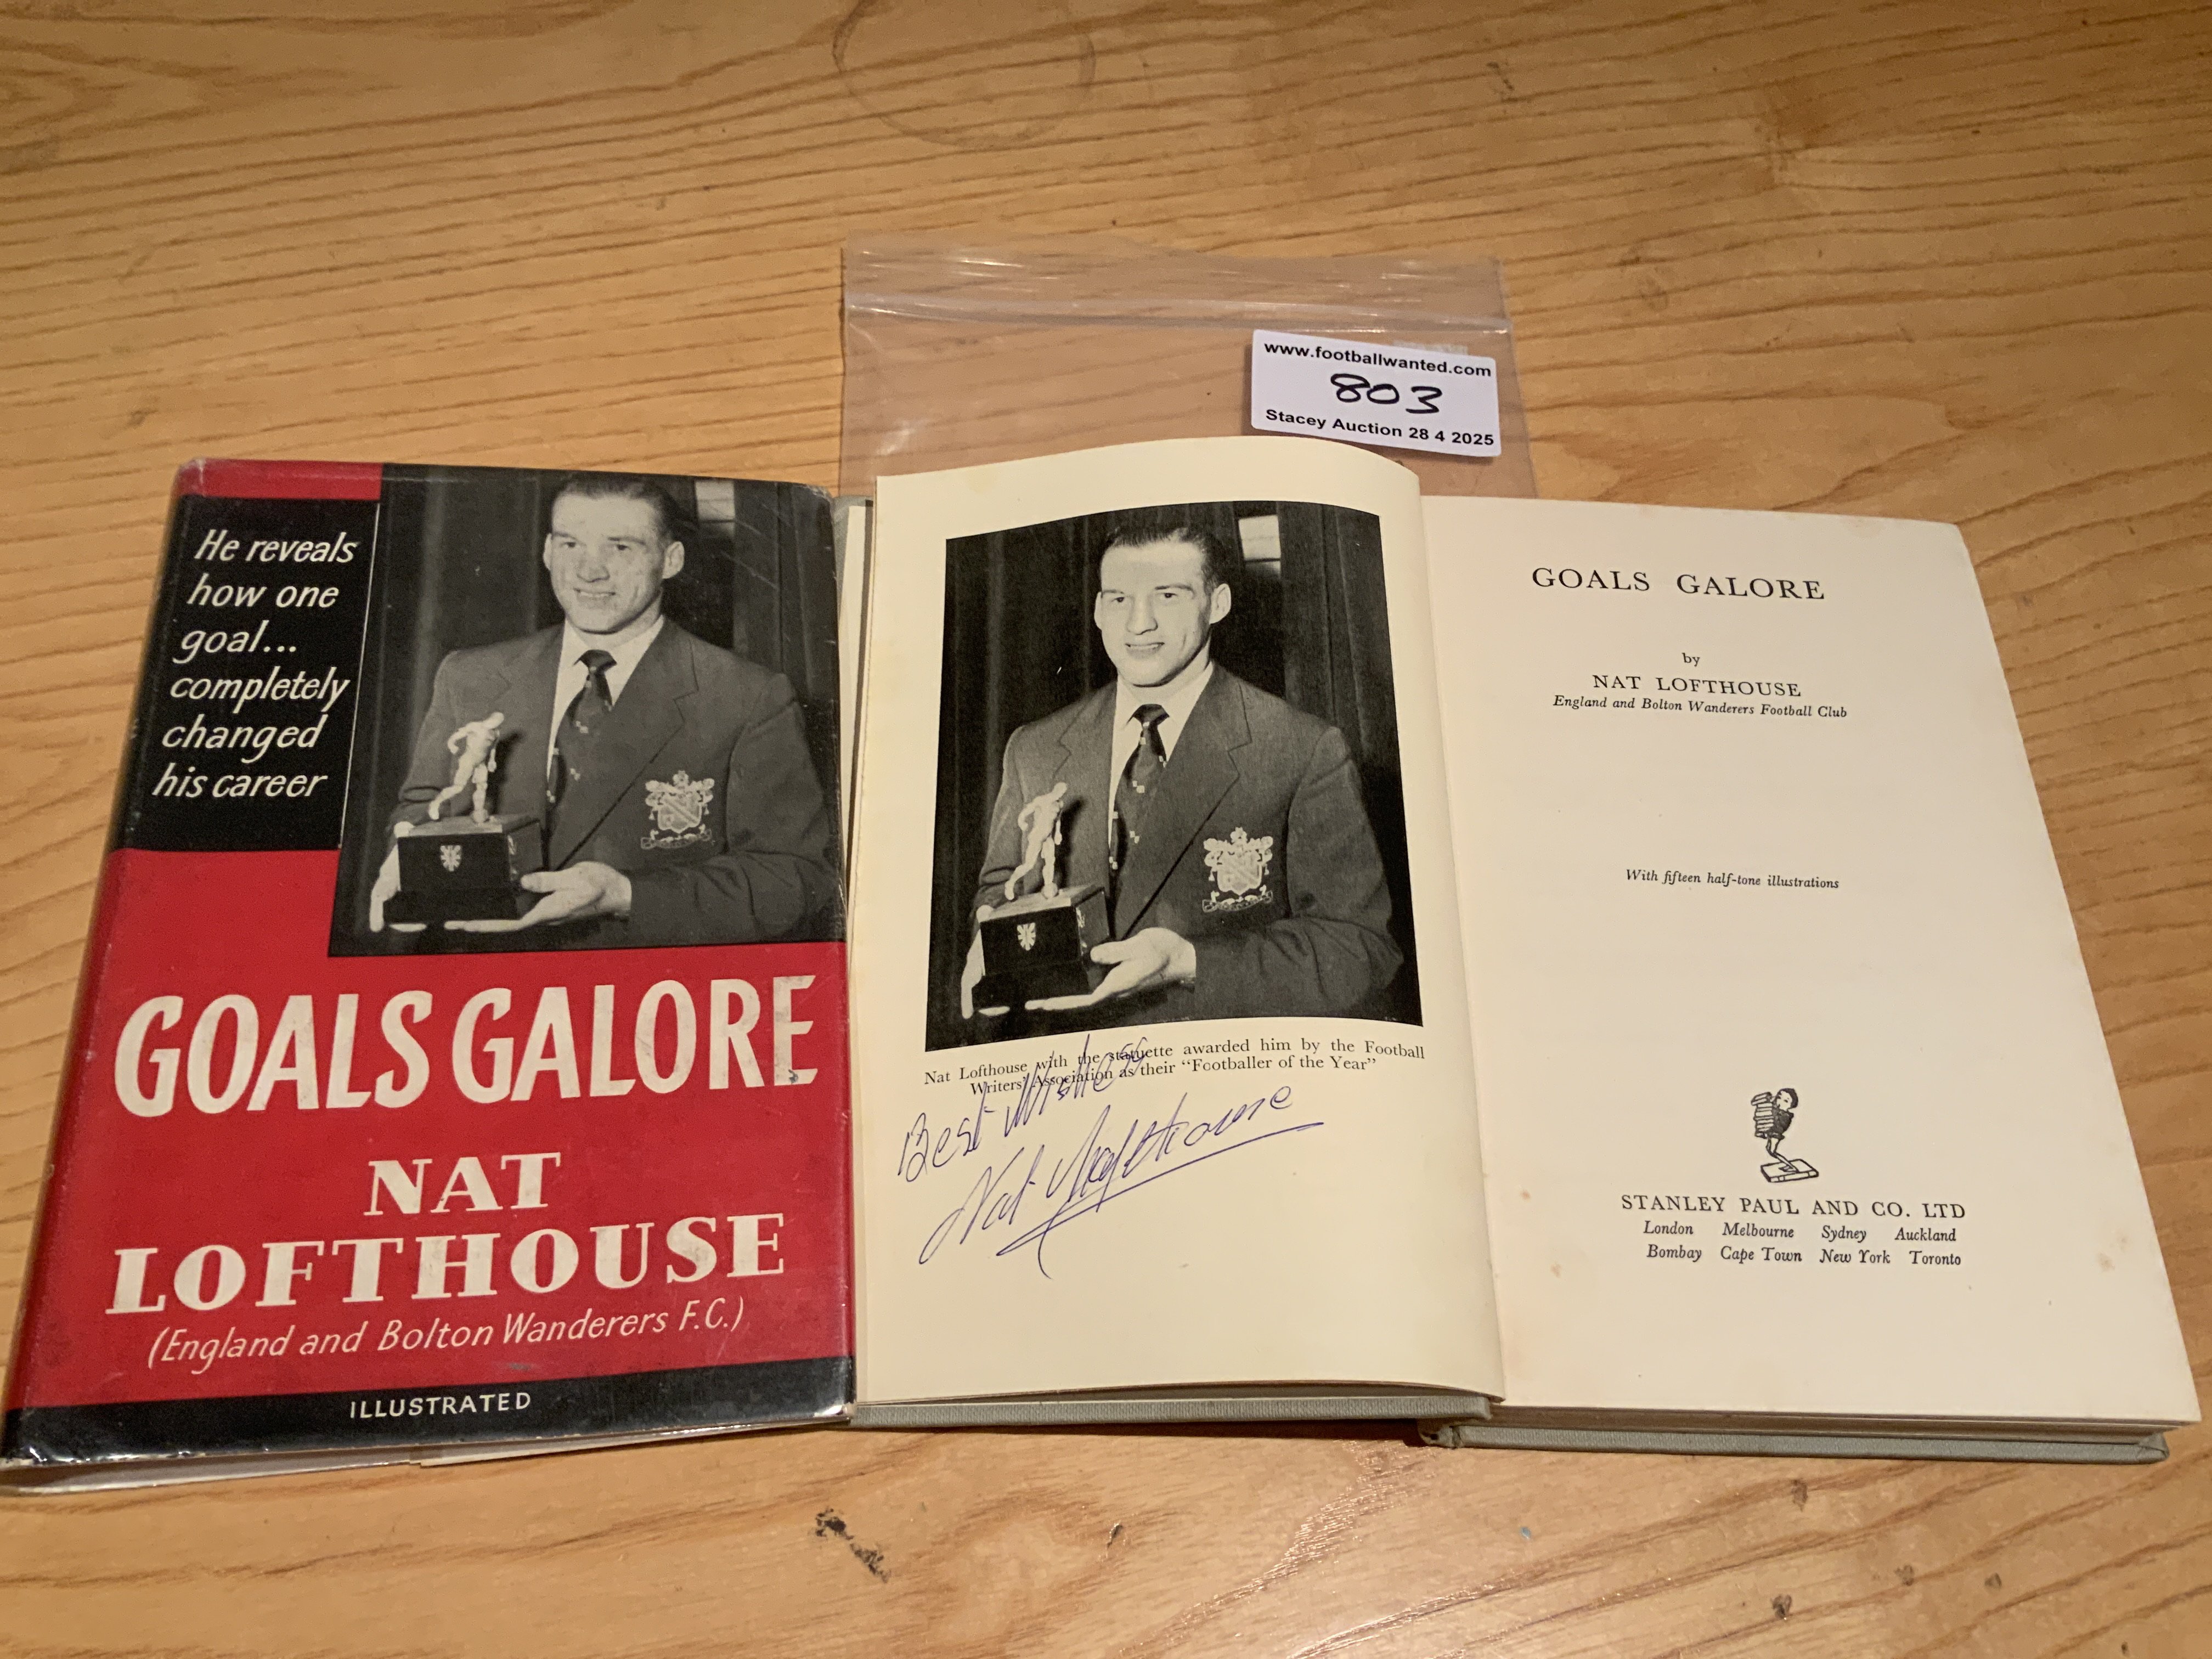 www.footballwanted.com
803
Stacey Auction 28 4 2025
He reveals
how one
goal...
completely
changed
his career
GOALS GALORE
NAT
LOFTHOUSE
(England and Bolton Wanderers F.C.)
ILLUSTRATED
Nat Lofthouse with the statuette awarded him by the Football
Writers' Association as their "Footballer of the Year"
Best Wishes
Nat Lofthouse
GOALS GALORE
by
NAT LOFTHOUSE
England and Bolton Wanderers Football Club
With fifteen half-tone illustrations
STANLEY PAUL AND CO. LTD
London Melbourne Sydney Auckland
Bombay Cape Town New York Toronto